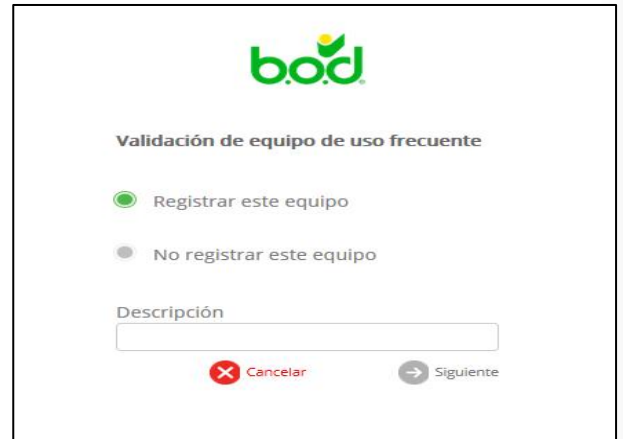 b.o.d.
Validación de equipo de uso frecuente
Registrar este equipo
No registrar este equipo
Descripción
Cancelar
Siguiente